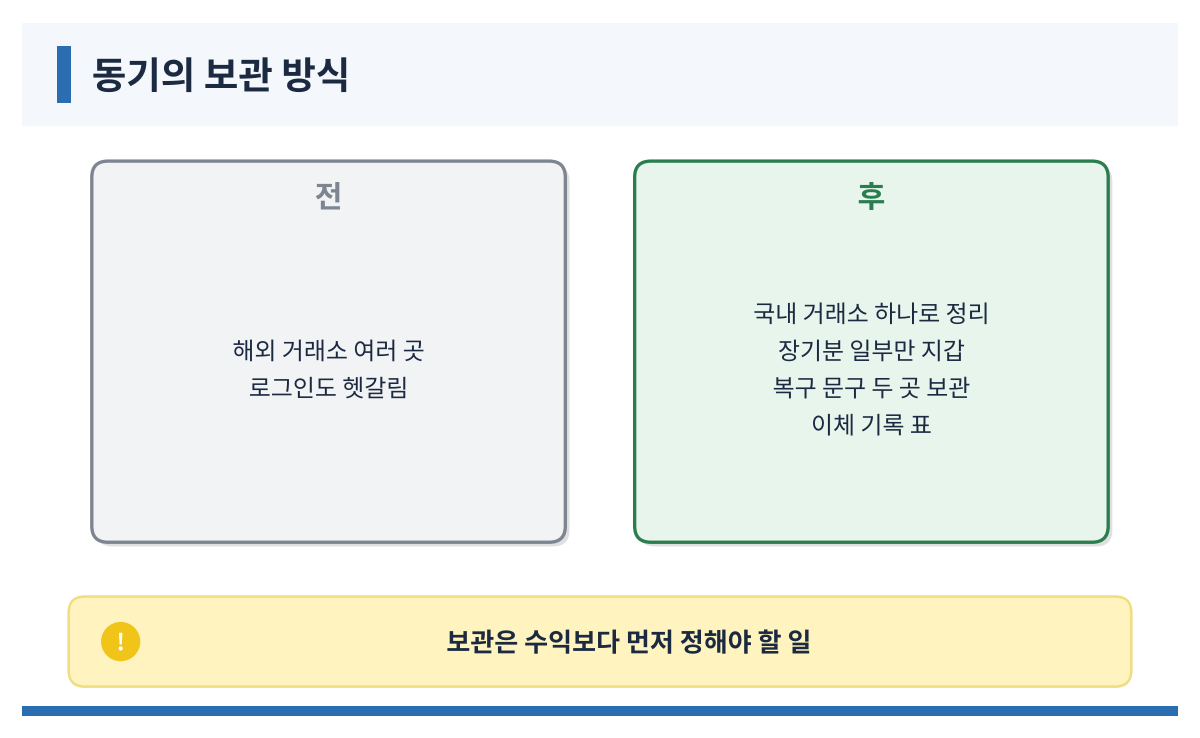 동기의 보관 방식
전
해외 거래소 여러 곳
로그인도 헷갈림
후
국내 거래소 하나로 정리
장기분 일부만 지갑
복구 문구 두 곳 보관
이체 기록 표
!
보관은 수익보다 먼저 정해야 할 일